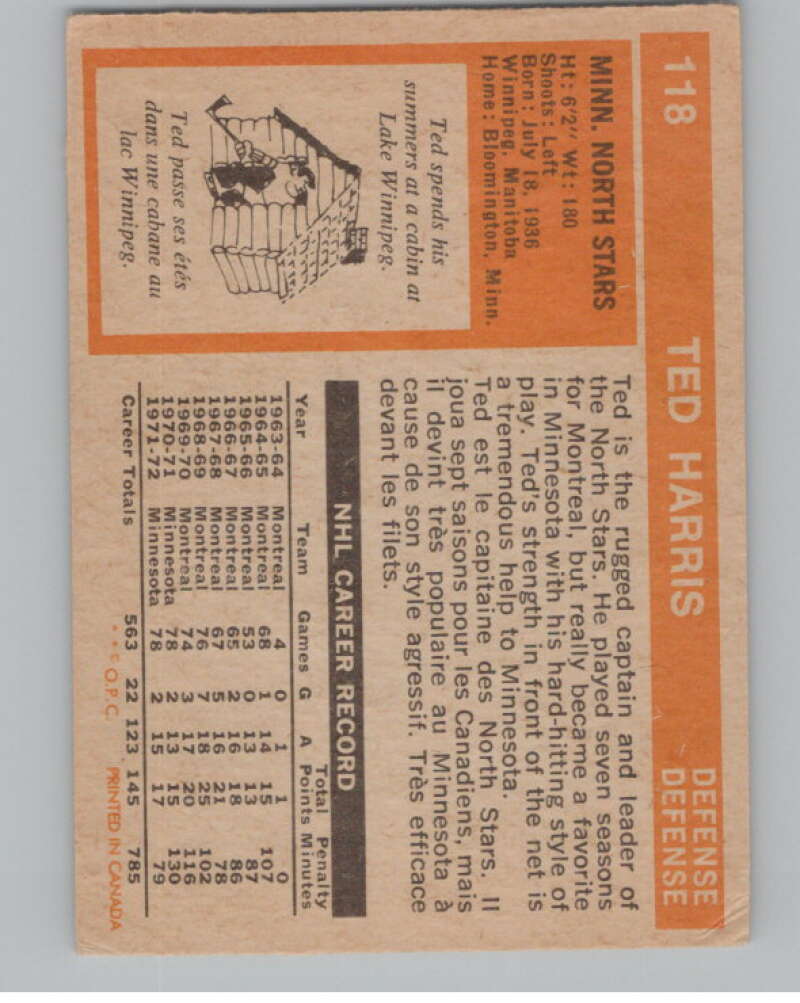 118 TED HARRIS DEFENSE
DEFENSE
MINN. NORTH STARS
Ht: 6'2" Wt: 180
Shoots: Left
Born: July 18, 1936
Winnipeg, Manitoba
Home: Bloomington, Minn.
Ted spends his
summers at a cabin at
Lake Winnipeg.
Ted passe ses étés
dans une cabane au
lac Winnipeg.
Ted is the rugged captain and leader of
the North Stars. He played seven seasons
for Montreal, but really became a favorite
in Minnesota with his hard-hitting style of
play. Ted's strength in front of the net is
a tremendous help to Minnesota.
Ted est le capitaine des North Stars. Il
joua sept saisons pour les Canadiens, mais
il devint très populaire au Minnesota à
cause de son style agressif. Très efficace
devant les filets.
NHL CAREER RECORD
Total Penalty
Year Team Games G A Points Minutes
1963-64 Montreal 4 0 1 1 0
1964-65 Montreal 68 1 14 15 107
1965-66 Montreal 53 0 13 13 87
1966-67 Montreal 65 2 16 18 86
1967-68 Montreal 67 5 16 21 78
1968-69 Montreal 76 7 18 25 102
1969-70 Montreal 74 3 17 20 116
1970-71 Minnesota 78 2 13 15 130
1971-72 Minnesota 78 2 15 17 79
Career Totals 563 22 123 145 785
* * © O.P.C. PRINTED IN CANADA